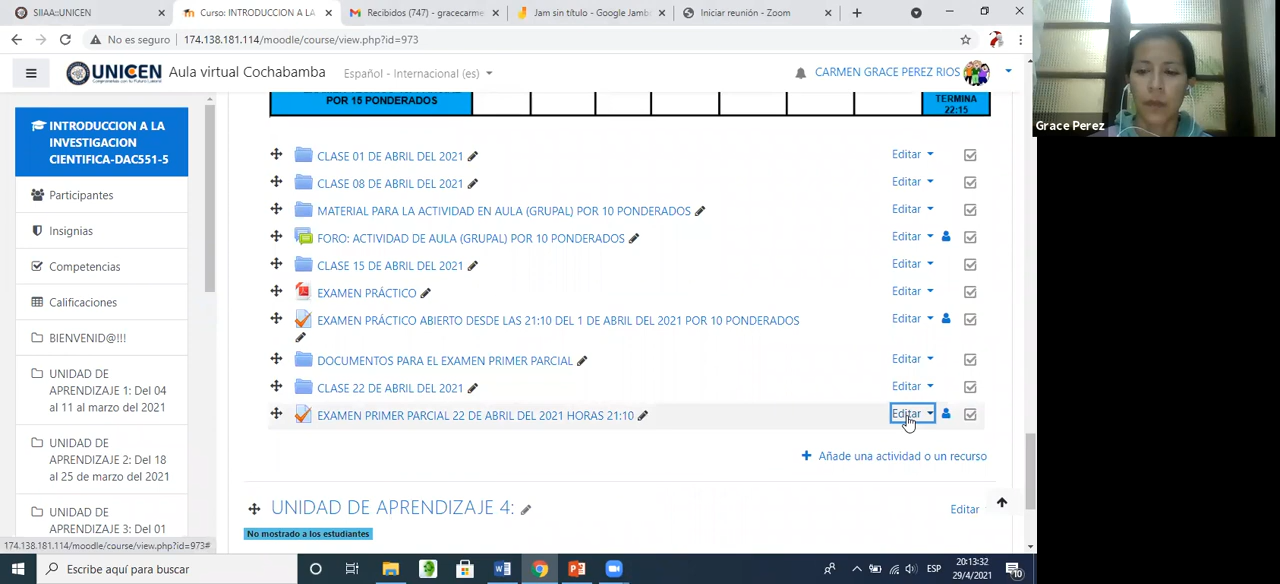 SIIAA::UNICEN
Curso: INTRODUCCION A LA
Recibidos (747) - gracecarme
Jam sin título - Google Jamb
Iniciar reunión - Zoom
No es seguro
174.138.181.114/moodle/course/view.php?id=973
UNICEN
Aula virtual Cochabamba
Español - Internacional (es)
CARMEN GRACE PEREZ RIOS
Grace Perez
INTRODUCCION A LA
INVESTIGACION
CIENTIFICA-DAC551-5
Participantes
Insignias
Competencias
Calificaciones
BIENVENID@!!!
UNIDAD DE
APRENDIZAJE 1: Del 04
al 11 al marzo del 2021
UNIDAD DE
APRENDIZAJE 2: Del 18
al 25 de marzo del 2021
UNIDAD DE
APRENDIZAJE 3: Del 01
POR 15 PONDERADOS
TERMINA
22:15
CLASE 01 DE ABRIL DEL 2021
Editar
CLASE 08 DE ABRIL DEL 2021
Editar
MATERIAL PARA LA ACTIVIDAD EN AULA (GRUPAL) POR 10 PONDERADOS
Editar
FORO: ACTIVIDAD DE AULA (GRUPAL) POR 10 PONDERADOS
Editar
CLASE 15 DE ABRIL DEL 2021
Editar
EXAMEN PRÁCTICO
Editar
EXAMEN PRÁCTICO ABIERTO DESDE LAS 21:10 DEL 1 DE ABRIL DEL 2021 POR 10 PONDERADOS
Editar
DOCUMENTOS PARA EL EXAMEN PRIMER PARCIAL
Editar
CLASE 22 DE ABRIL DEL 2021
Editar
EXAMEN PRIMER PARCIAL 22 DE ABRIL DEL 2021 HORAS 21:10
Editar
Añade una actividad o un recurso
UNIDAD DE APRENDIZAJE 4:
Editar
No mostrado a los estudiantes
174.138.181.114/moodle/course/view.php?id=973#
Escribe aquí para buscar
ESP
20:13:32
29/4/2021
10